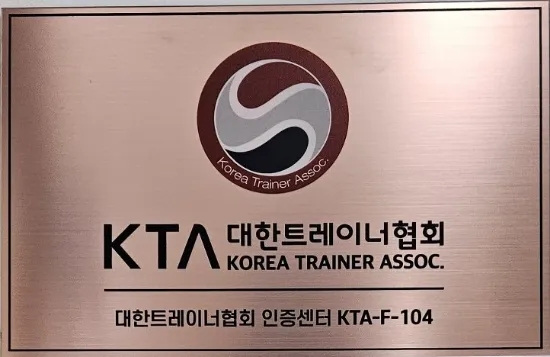 Korea Trainer Assoc.
KTA 대한트레이너협회
KOREA TRAINER ASSOC.
대한트레이너협회 인증센터 KTA-F-104